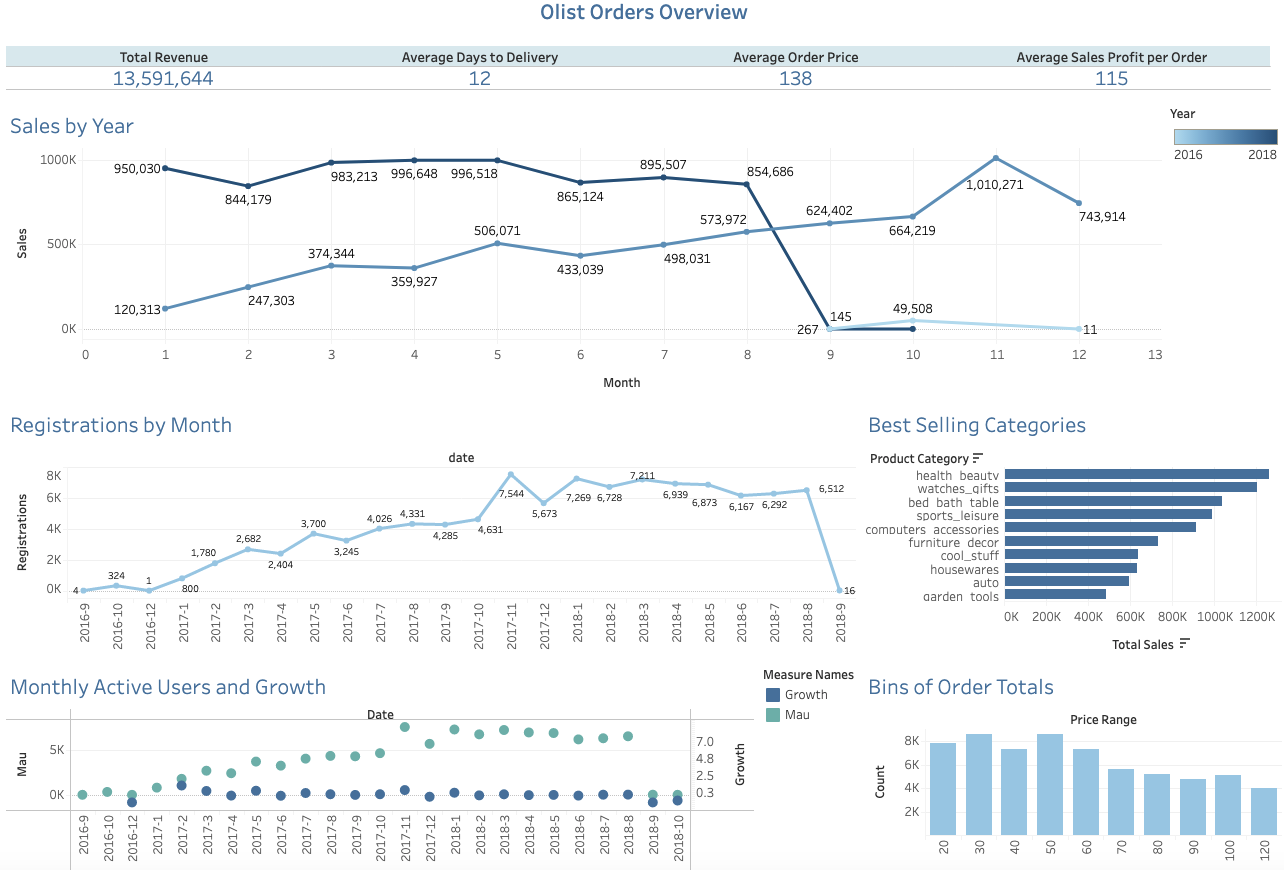 Olist Orders Overview
Total Revenue Average Days to Delivery Average Order Price Average Sales Profit per Order
13,591,644 12 138 115
Sales by Year
Year
2016 2018
Sales
1000K
500K
0K
950,030 844,179 983,213 996,648 996,518 865,124 895,507 854,686 267
120,313 247,303 374,344 359,927 506,071 433,039 498,031 573,972 624,402 664,219 1,010,271 743,914
145 49,508 11
0 1 2 3 4 5 6 7 8 9 10 11 12 13
Month
Registrations by Month
date
Registrations
8K
6K
4K
2K
0K
4 324 1 800 1,780 2,682 2,404 3,700 3,245 4,026 4,331 4,285 4,631 7,544 5,673 7,269 6,728 7,211 6,939 6,873 6,167 6,292 6,512 16
2016-9 2016-10 2016-12 2017-1 2017-2 2017-3 2017-4 2017-5 2017-6 2017-7 2017-8 2017-9 2017-10 2017-11 2017-12 2018-1 2018-2 2018-3 2018-4 2018-5 2018-6 2018-7 2018-8 2018-9
Best Selling Categories
Product Category
health_beauty
watches_gifts
bed_bath_table
sports_leisure
computers_accessories
furniture_decor
cool_stuff
housewares
auto
garden_tools
0K 200K 400K 600K 800K 1000K 1200K
Total Sales
Monthly Active Users and Growth
Measure Names
Growth
Mau
Date
Mau
5K
0K
7.0
4.8
2.5
0.3
Growth
2016-9 2016-10 2016-12 2017-1 2017-2 2017-3 2017-4 2017-5 2017-6 2017-7 2017-8 2017-9 2017-10 2017-11 2017-12 2018-1 2018-2 2018-3 2018-4 2018-5 2018-6 2018-7 2018-8 2018-9 2018-10
Bins of Order Totals
Price Range
Count
8K
6K
4K
2K
20 30 40 50 60 70 80 90 100 120